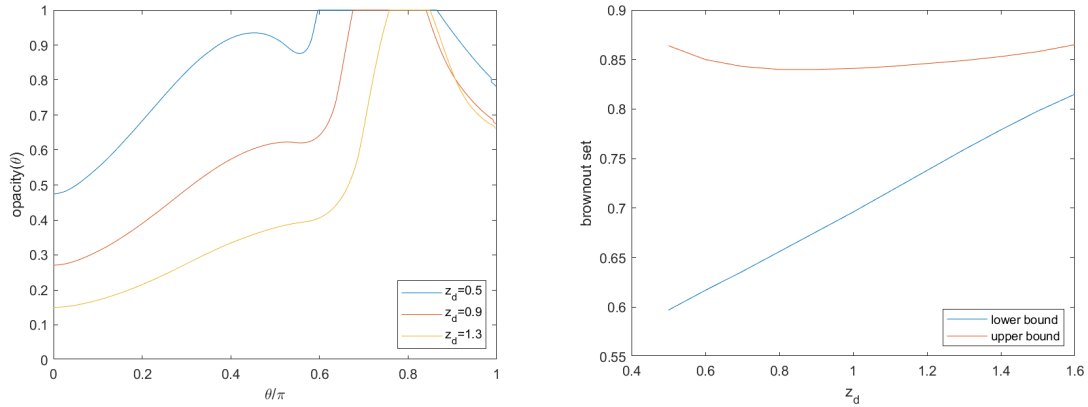 opacity(θ)
1
0.9
0.8
0.7
0.6
0.5
0.4
0.3
0.2
0.1
0
0 0.2 0.4 0.6 0.8 1
θ/π
z_d=0.5
z_d=0.9
z_d=1.3
brownout set
0.9
0.85
0.8
0.75
0.7
0.65
0.6
0.55
0.4 0.6 0.8 1 1.2 1.4 1.6
z_d
lower bound
upper bound